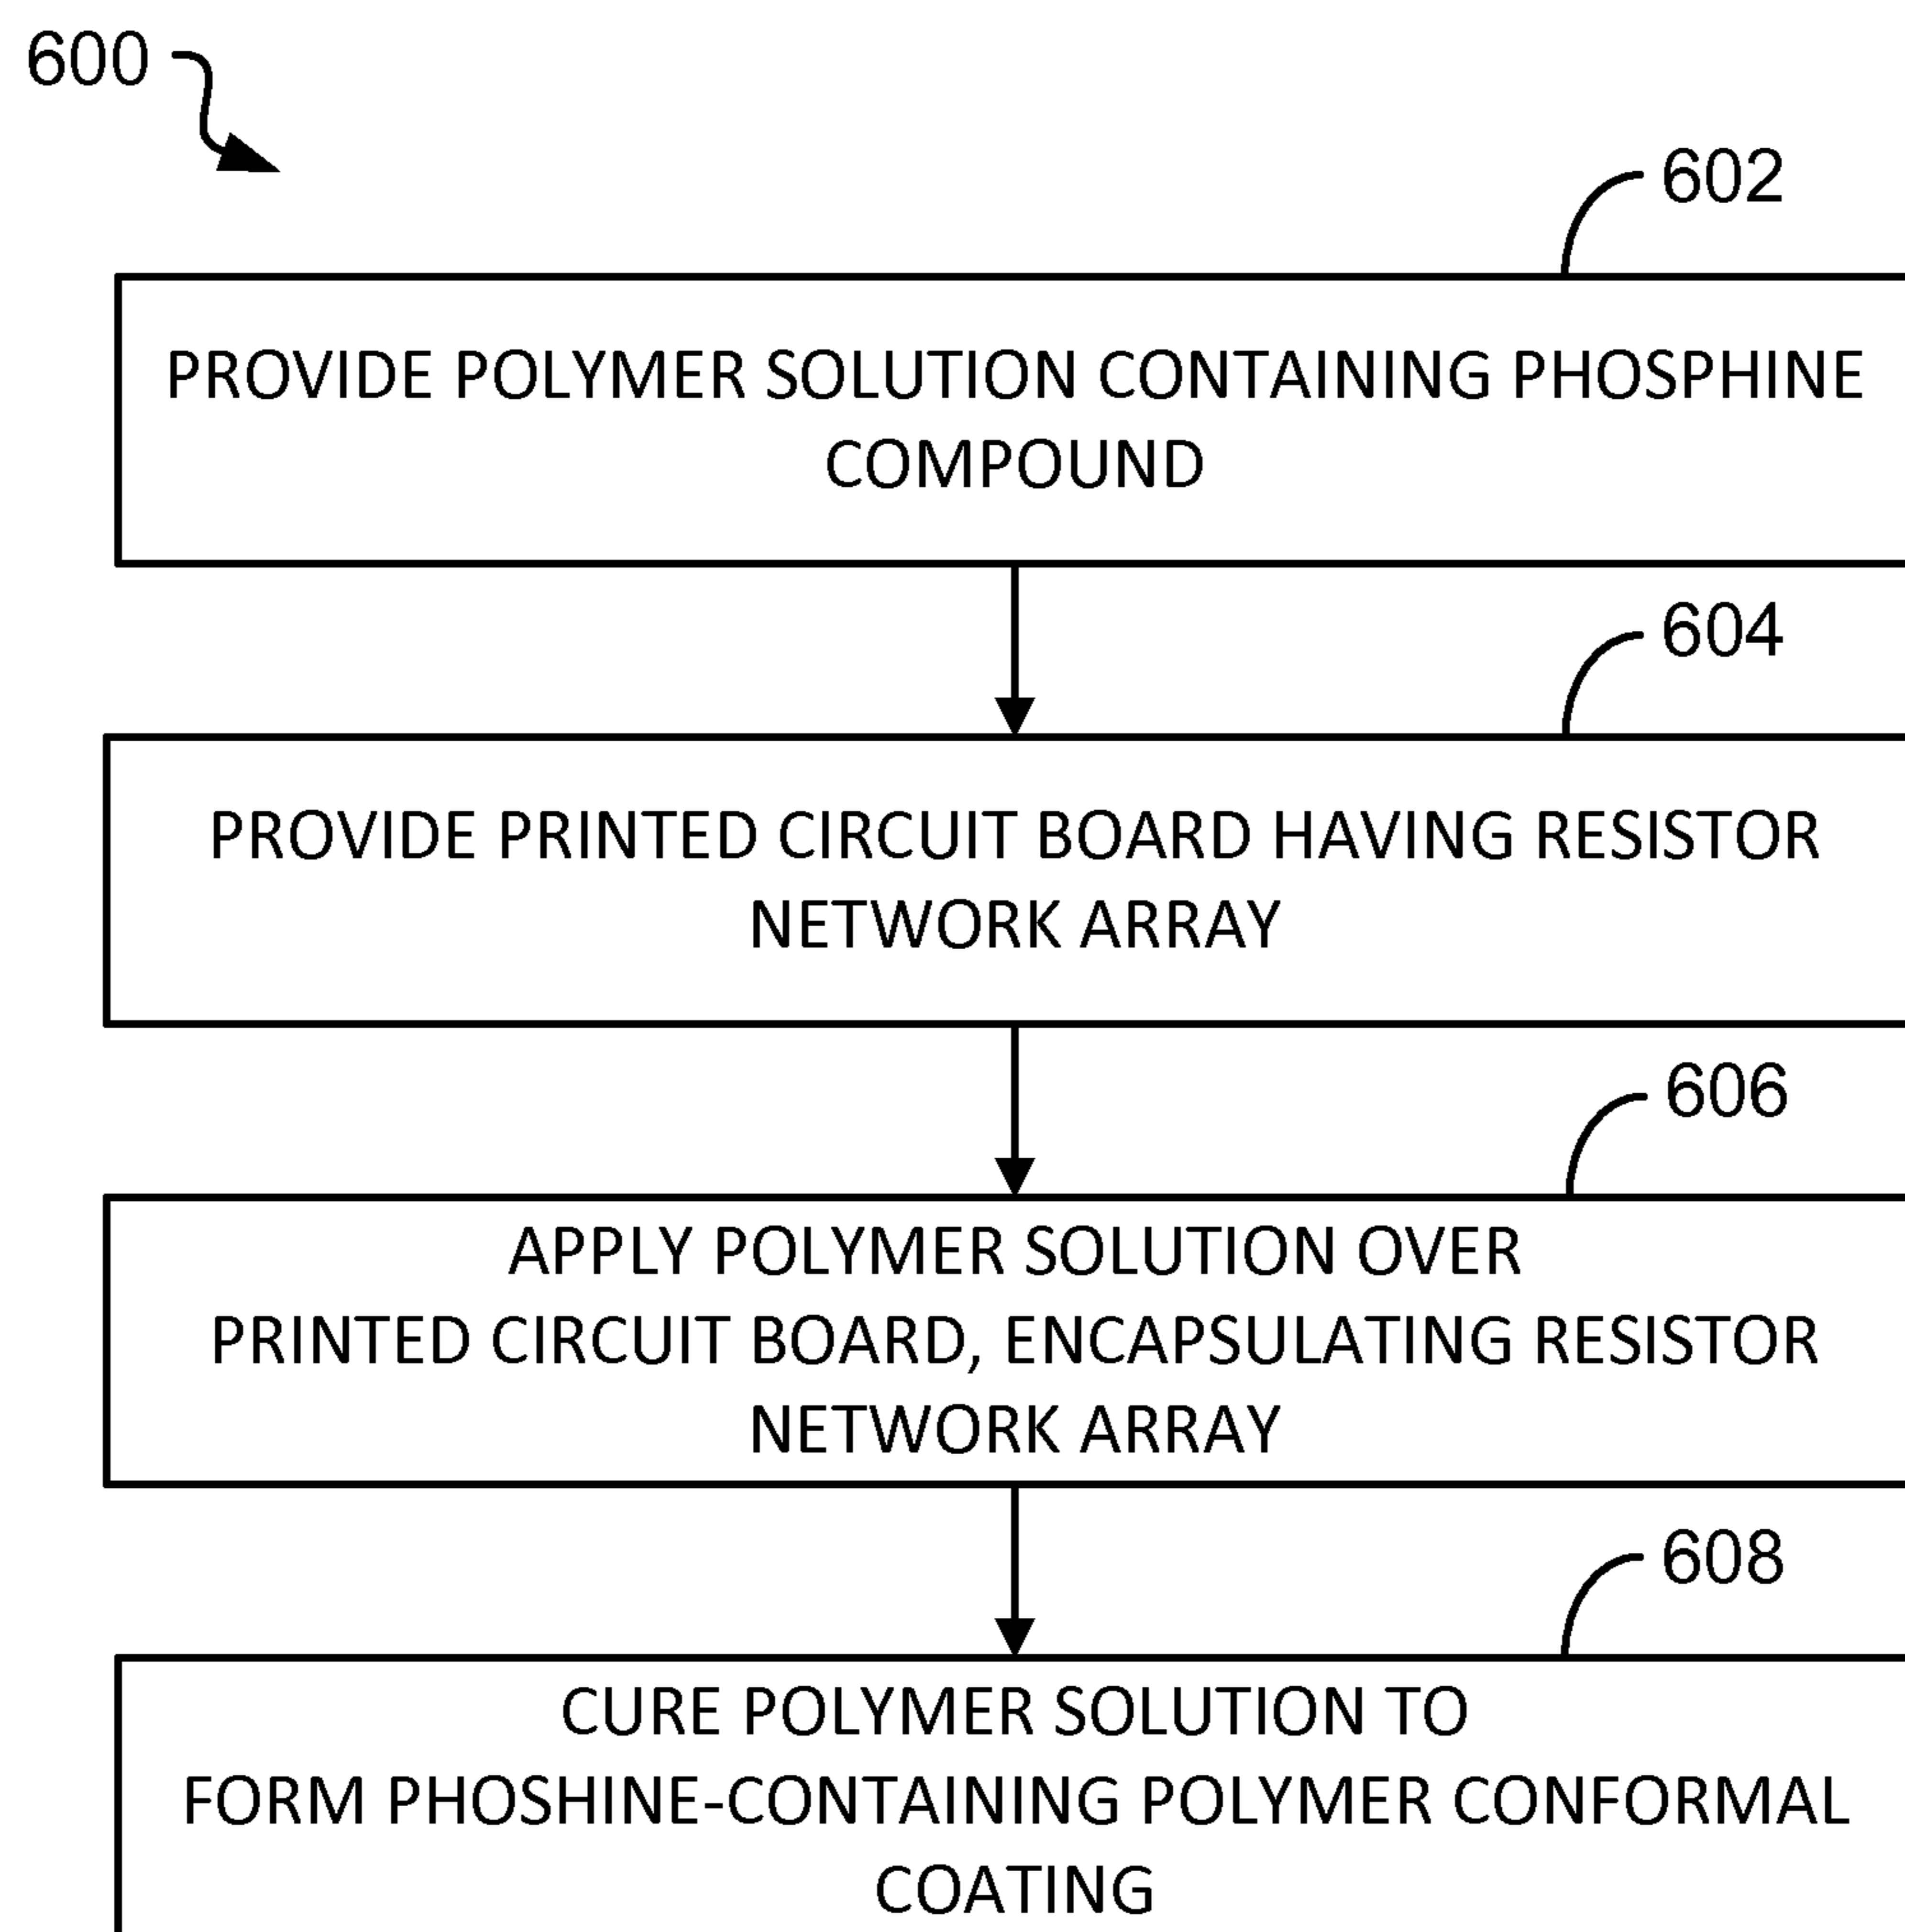 600
602
PROVIDE POLYMER SOLUTION CONTAINING PHOSPHINE
COMPOUND
604
PROVIDE PRINTED CIRCUIT BOARD HAVING RESISTOR
NETWORK ARRAY
606
APPLY POLYMER SOLUTION OVER
PRINTED CIRCUIT BOARD, ENCAPSULATING RESISTOR
NETWORK ARRAY
608
CURE POLYMER SOLUTION TO
FORM PHOSHINE-CONTAINING POLYMER CONFORMAL
COATING